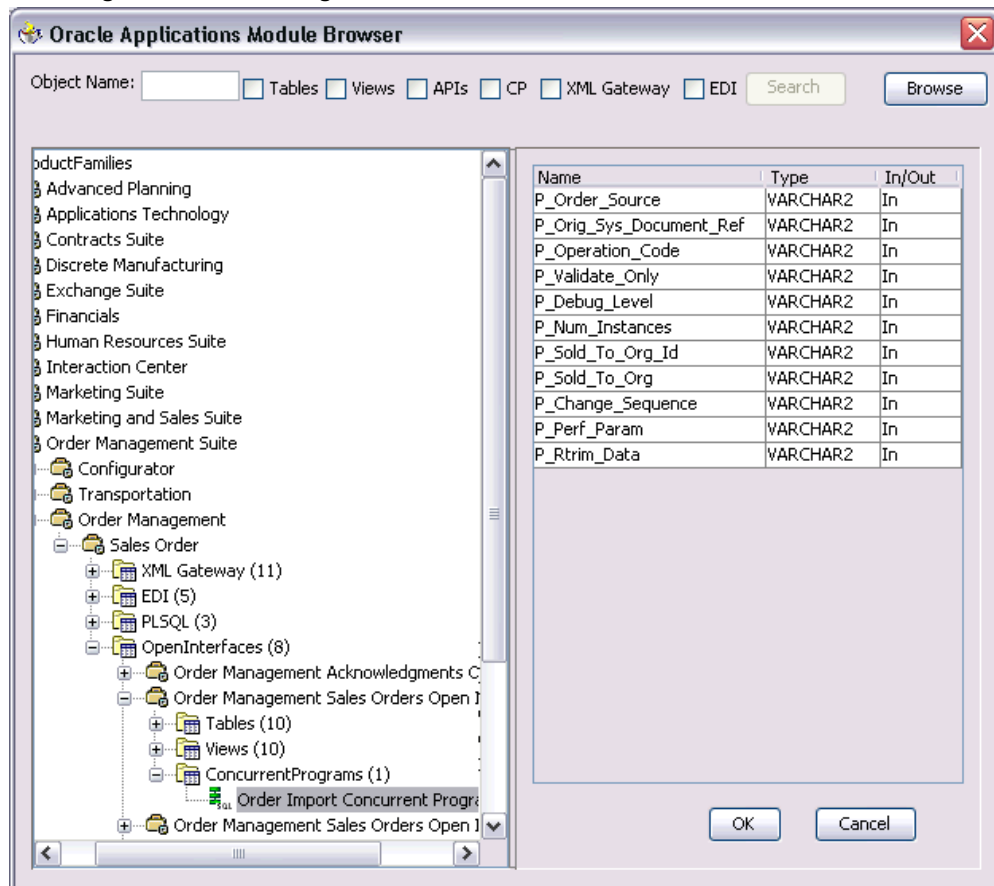 Oracle Applications Module Browser
Object Name: Tables Views APIs CP XML Gateway EDI Search Browse
oductFamilies
Advanced Planning
Applications Technology
Contracts Suite
Discrete Manufacturing
Exchange Suite
Financials
Human Resources Suite
Interaction Center
Marketing Suite
Marketing and Sales Suite
Order Management Suite
Configurator
Transportation
Order Management
Sales Order
XML Gateway (11)
EDI (5)
PLSQL (3)
OpenInterfaces (8)
Order Management Acknowledgments
Order Management Sales Orders Open
Tables (10)
Views (10)
ConcurrentPrograms (1)
SQL Order Import Concurrent Progra
Order Management Sales Orders Open
Name Type In/Out
P_Order_Source VARCHAR2 In
P_Orig_Sys_Document_Ref VARCHAR2 In
P_Operation_Code VARCHAR2 In
P_Validate_Only VARCHAR2 In
P_Debug_Level VARCHAR2 In
P_Num_Instances VARCHAR2 In
P_Sold_To_Org_Id VARCHAR2 In
P_Sold_To_Org VARCHAR2 In
P_Change_Sequence VARCHAR2 In
P_Perf_Param VARCHAR2 In
P_Rtrim_Data VARCHAR2 In
OK Cancel